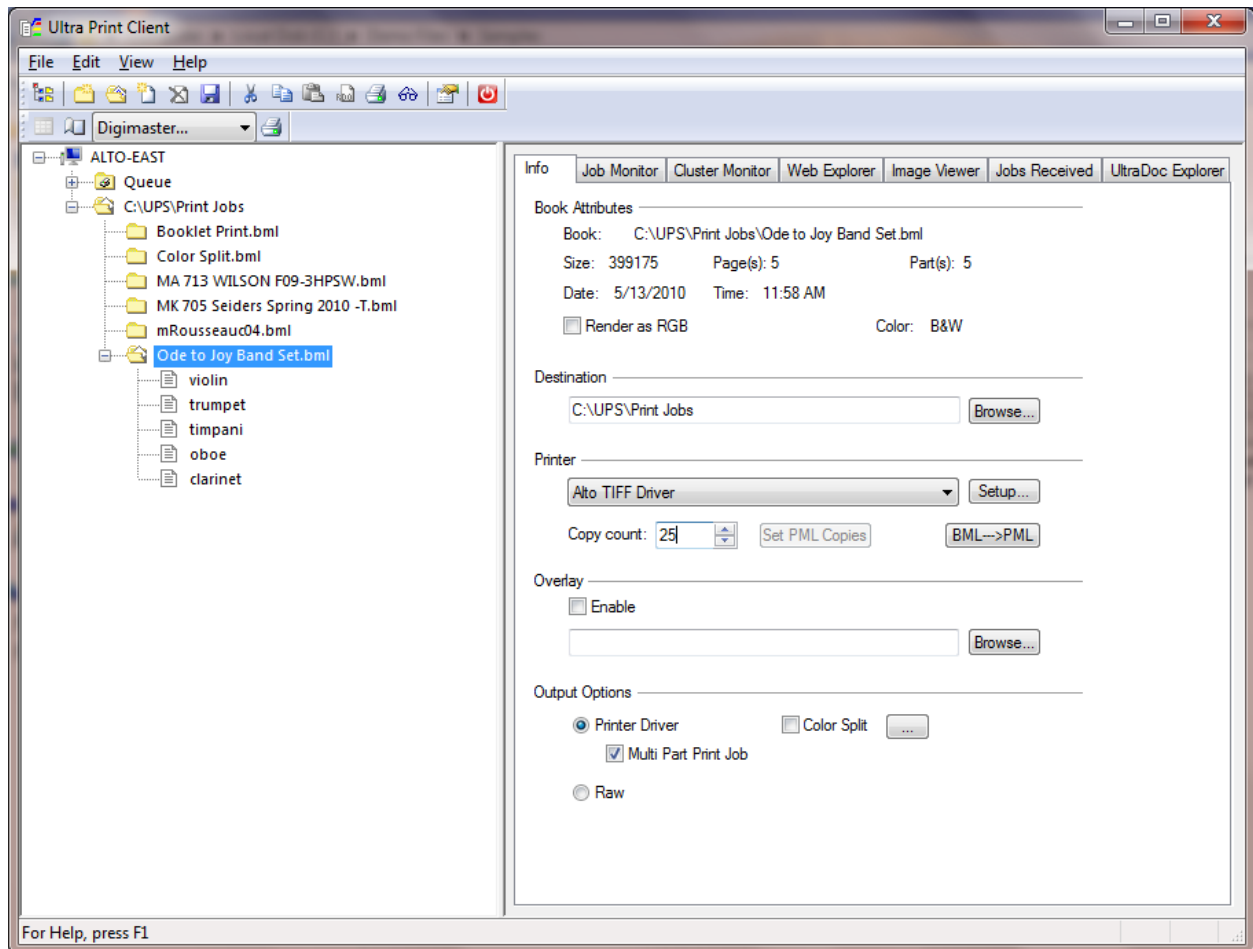 Ultra Print Client
File Edit View Help
Digimaster...
ALTO-EAST
Queue
C:\UPS\Print Jobs
Booklet Print.bml
Color Split.bml
MA 713 WILSON F09-3HPSW.bml
MK 705 Seiders Spring 2010 -T.bml
mRousseauc04.bml
Ode to Joy Band Set.bml
violin
trumpet
timpani
oboe
clarinet
Info Job Monitor Cluster Monitor Web Explorer Image Viewer Jobs Received UltraDoc Explorer
Book Attributes
Book: C:\UPS\Print Jobs\Ode to Joy Band Set.bml
Size: 399175 Page(s): 5 Part(s): 5
Date: 5/13/2010 Time: 11:58 AM
Render as RGB Color: B&W
Destination
C:\UPS\Print Jobs Browse...
Printer
Alto TIFF Driver Setup...
Copy count: 25 Set PML Copies BML--->PML
Overlay
Enable
Browse...
Output Options
Printer Driver Color Split ...
Multi Part Print Job
Raw
For Help, press F1